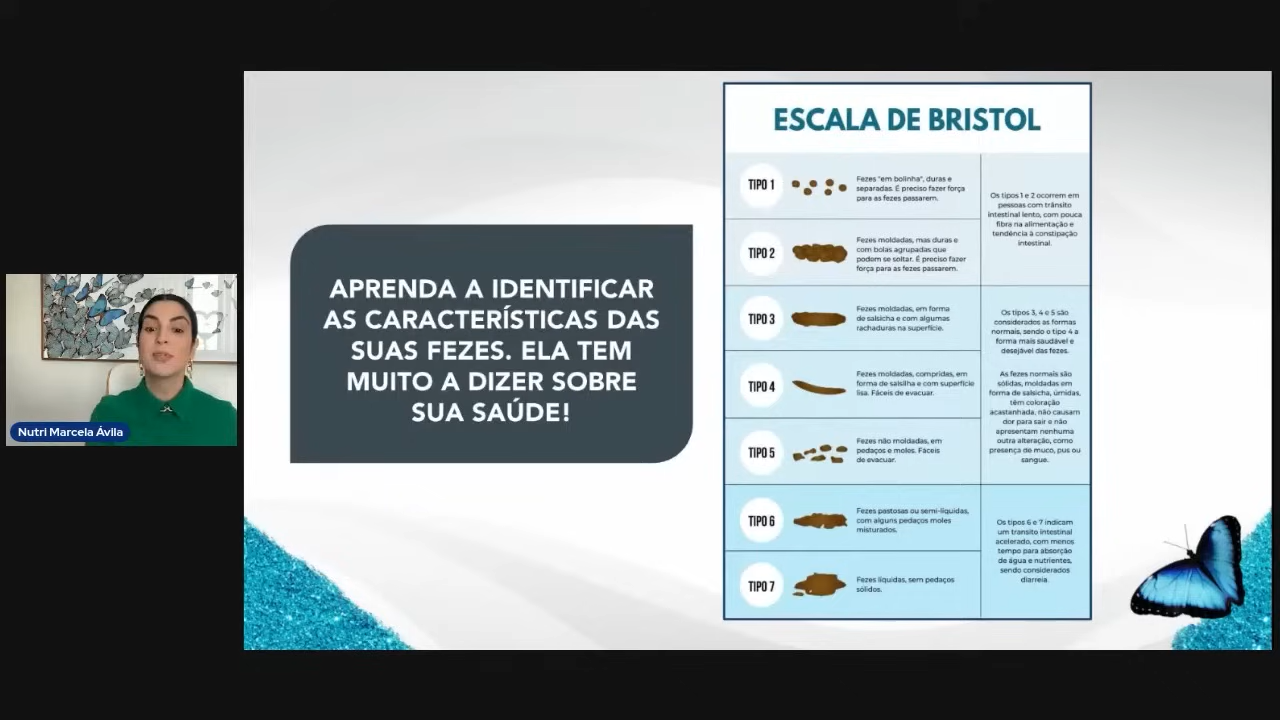 Nutri Marcela Ávila
APRENDA A IDENTIFICAR
AS CARACTERÍSTICAS DAS
SUAS FEZES. ELA TEM
MUITO A DIZER SOBRE
SUA SAÚDE!
ESCALA DE BRISTOL
TIPO 1
Fezes "em bolinha", duras e
separadas. É preciso fazer força
para as fezes passarem.
TIPO 2
Fezes moldadas, mas duras e
com bolas agrupadas que
podem se soltar. É preciso fazer
força para as fezes passarem.
Os tipos 1 e 2 ocorrem em
pessoas com trânsito
intestinal lento, com pouca
fibra na alimentação e
tendência à constipação
intestinal.
TIPO 3
Fezes moldadas, em forma
de salsicha e com algumas
rachaduras na superfície.
TIPO 4
Fezes moldadas, compridas, em
forma de salsilha e com superfície
lisa. Fáceis de evacuar.
TIPO 5
Fezes não moldadas, em
pedaços e moles. Fáceis
de evacuar.
Os tipos 3, 4 e 5 são
considerados as formas
normais, sendo o tipo 4 a
forma mais saudável e
desejável das fezes.
As fezes normais são
sólidas, moldadas em
forma de salsicha, úmidas,
têm coloração
acastanhada, não causam
dor para sair e não
apresentam nenhuma
outra alteração, como
presença de muco, pus ou
sangue.
TIPO 6
Fezes pastosas ou semi-líquidas,
com alguns pedaços moles
misturados.
TIPO 7
Fezes líquidas, sem pedaços
sólidos.
Os tipos 6 e 7 indicam
um transito intestinal
acelerado, com menos
tempo para absorção
de água e nutrientes,
sendo considerados
diarreia.